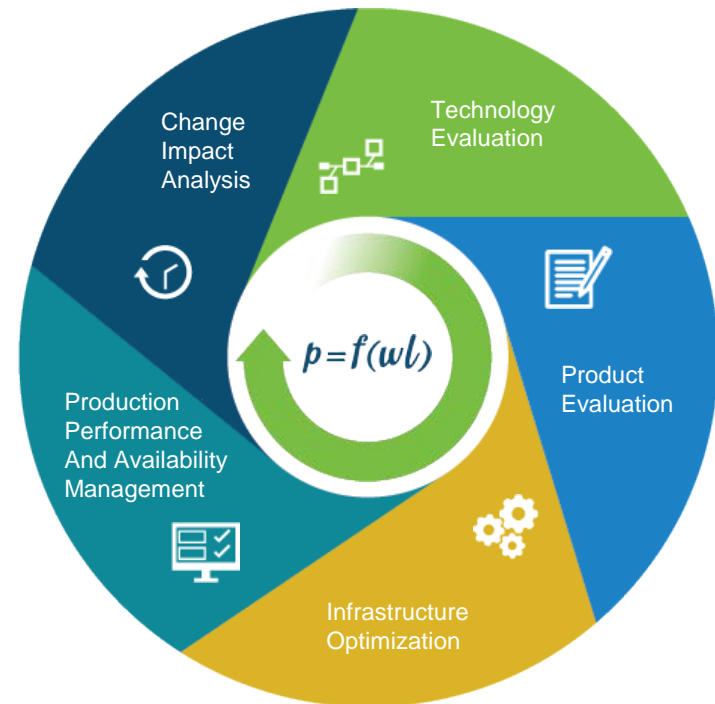 Technology
Evaluation
Product
Evaluation
Infrastructure
Optimization
Production
Performance
And Availability
Management
Change
Impact
Analysis
p=f(wl)